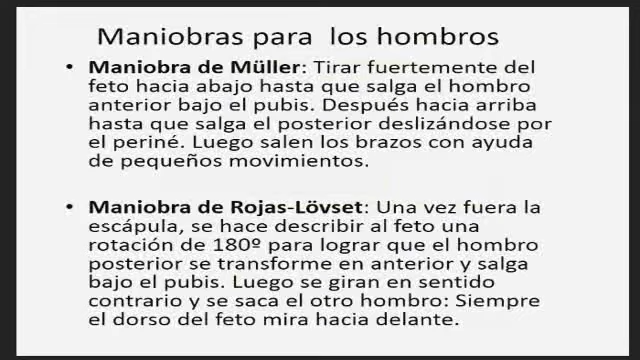 Maniobras para los hombros
• Maniobra de Müller: Tirar fuertemente del
feto hacia abajo hasta que salga el hombro
anterior bajo el pubis. Después hacia arriba
hasta que salga el posterior deslizándose por
el periné. Luego salen los brazos con ayuda
de pequeños movimientos.
• Maniobra de Rojas-Lövset: Una vez fuera la
escápula, se hace describir al feto una
rotación de 180º para lograr que el hombro
posterior se transforme en anterior y salga
bajo el pubis. Luego se giran en sentido
contrario y se saca el otro hombro: Siempre
el dorso del feto mira hacia delante.